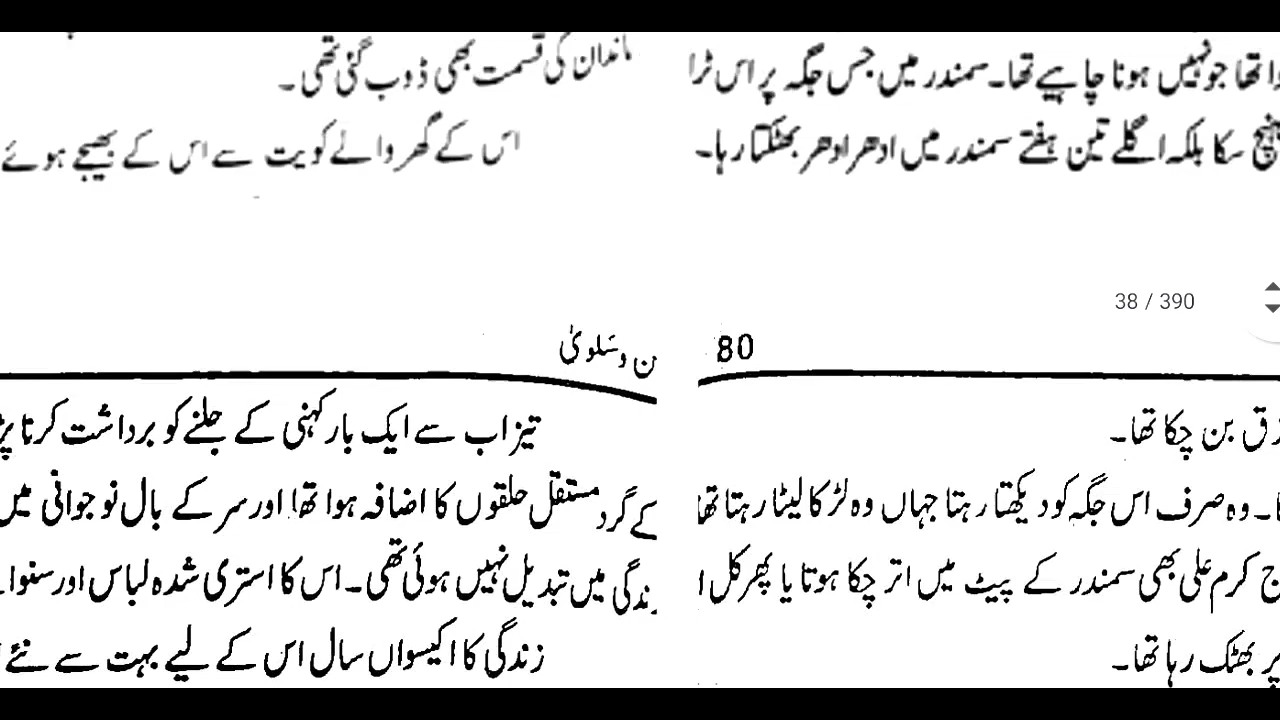 وا تھا جو نہیں ہونا چاہیے تھا۔ سمندر میں جس جگہ پر اس ٹرا
سکا بلکہ اگلے تین ہفتے سمندر میں ادھر ادھر بھٹکتا رہا۔
کی قسمت بھی ڈوب گئی تھی۔
اس کے گھر والے کویت سے اس کے بھیجے ہوئے
38 / 390
80
بن چکا تھا۔
۔ وہ صرف اس جگہ کو دیکھتا رہتا جہاں وہ لڑکا لیٹا رہتا تھا
ج کرم علی بھی سمندر کے پیٹ میں اتر چکا ہوتا یا پھر کل ا
پر بھٹک رہا تھا۔
ن و سلویٰ
تیزاب سے ایک بار کہنی کے جلنے کو برداشت کرنا پڑ
کے گرد مستقل حلقوں کا اضافہ ہوا تھا اور سر کے بال نوجوانی میں
زندگی میں تبدیل نہیں ہوئی تھی۔ اس کا استری شدہ لباس اور سنوا
زندگی کا اکیسواں سال اس کے لیے بہت سے نئے